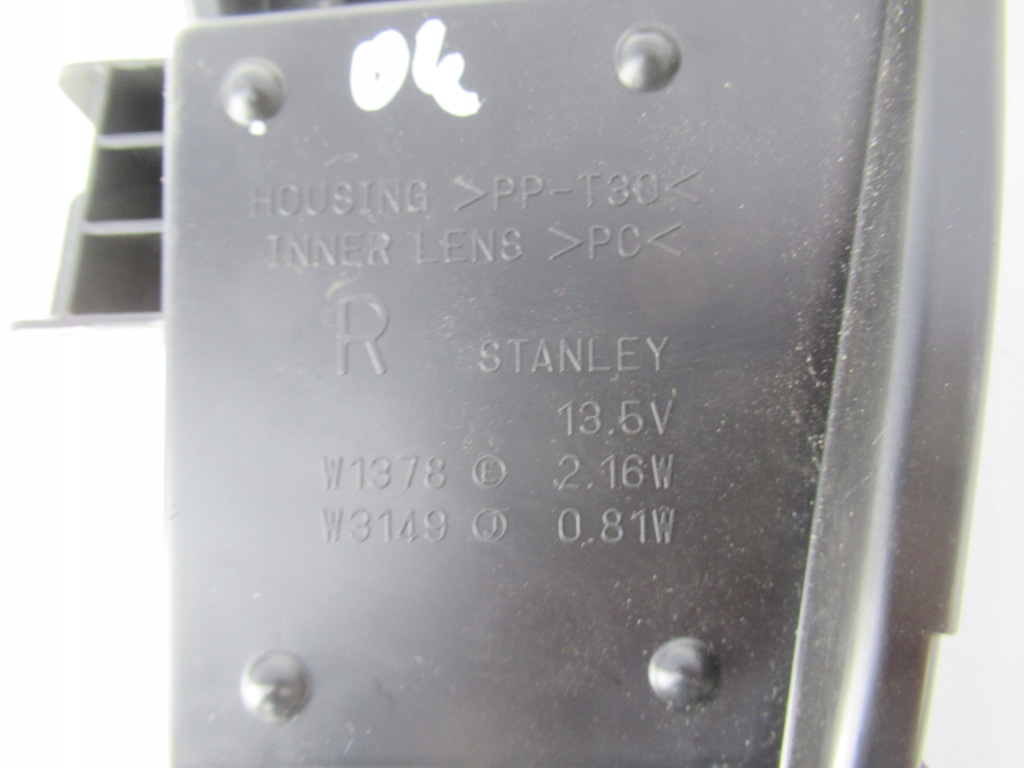 06
HOUSING >PP-T30<
INNER LENS >PC<
R STANLEY
13.5V
W1378 Ⓔ 2.16W
W3149 Ⓙ 0.81W